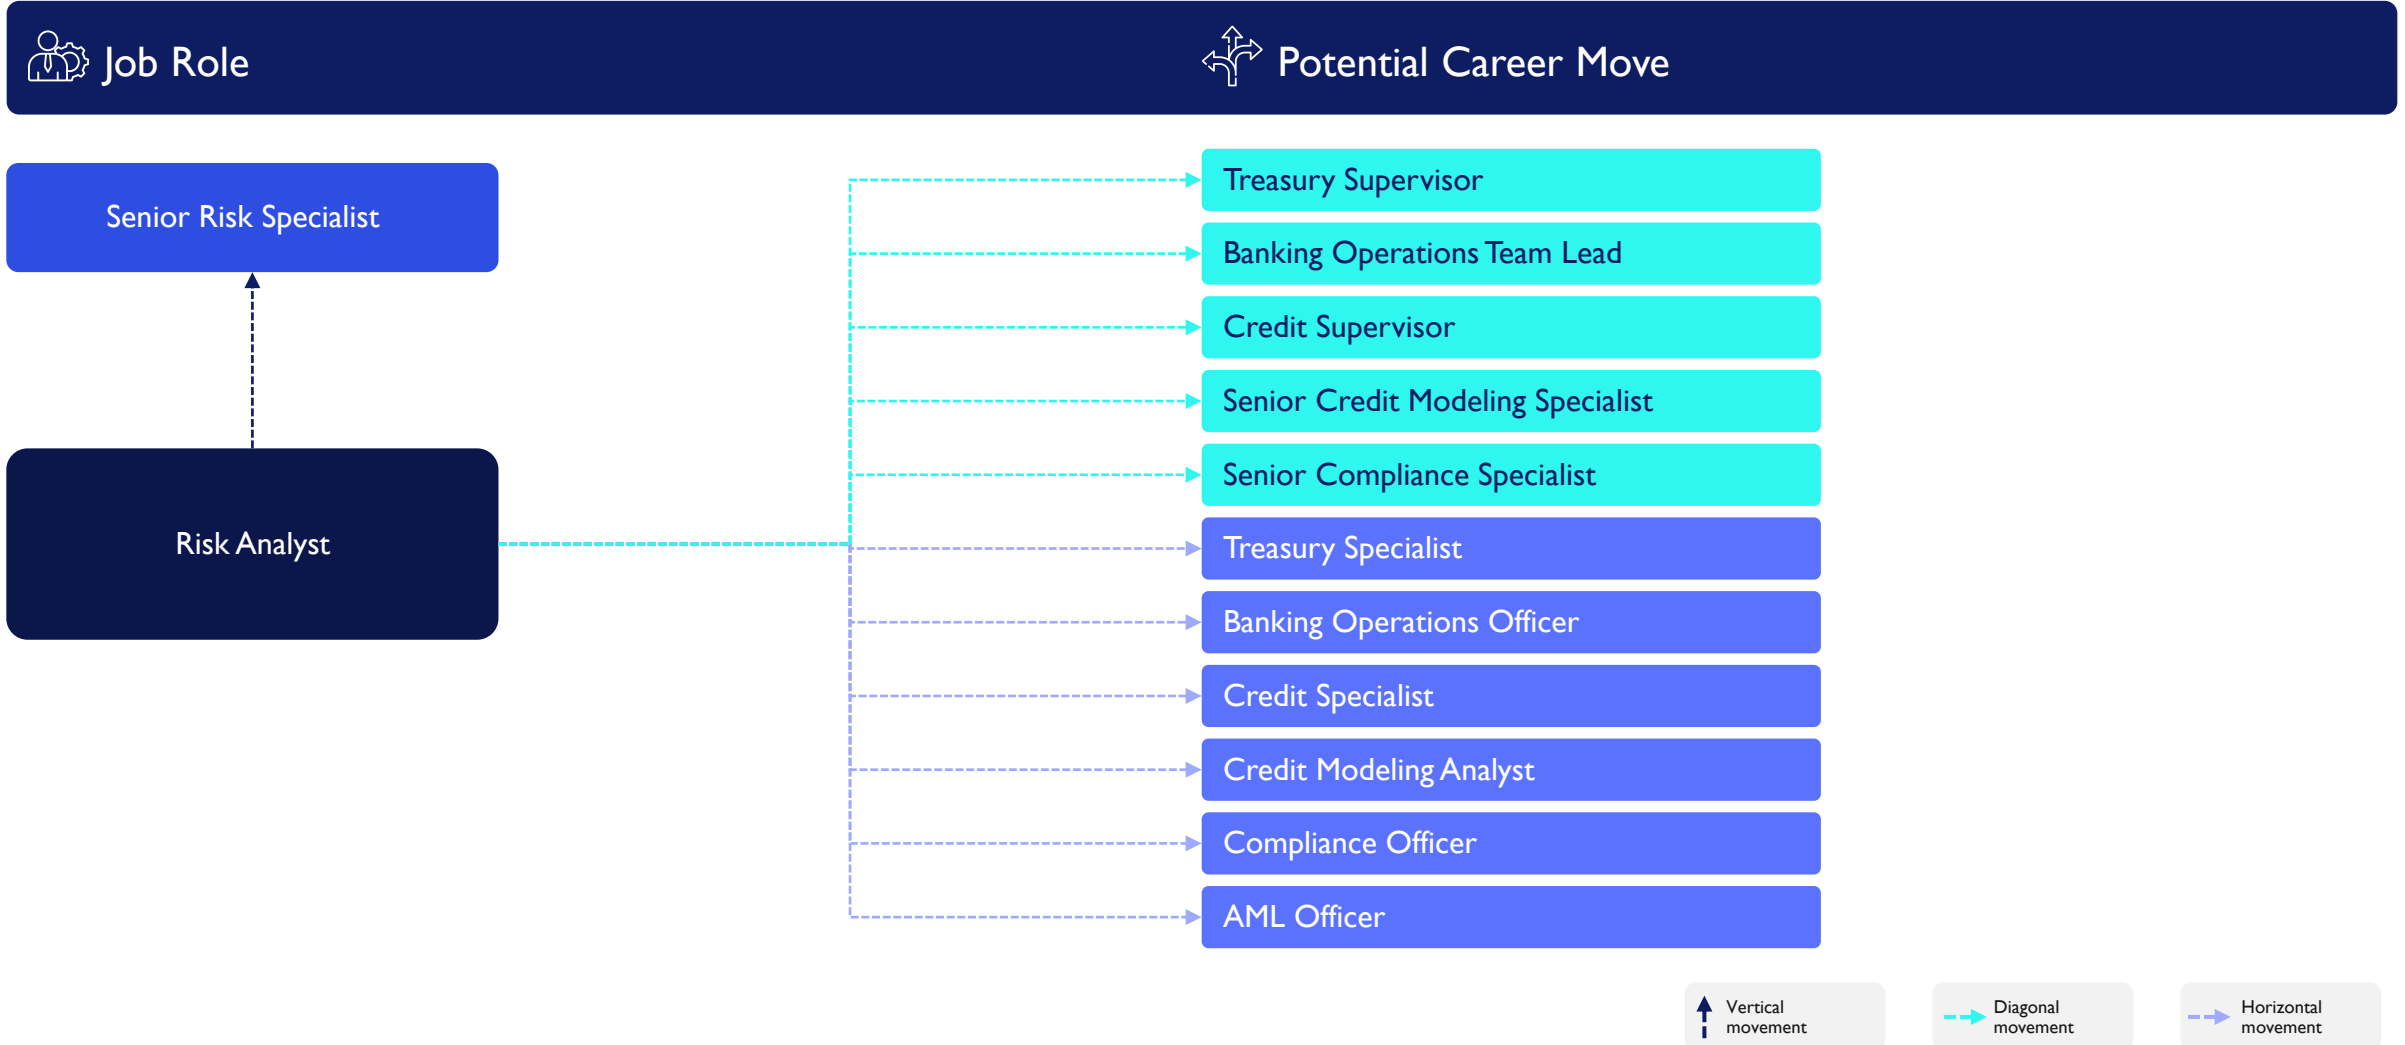 Job Role
Potential Career Move
Senior Risk Specialist
Risk Analyst
Treasury Supervisor
Banking Operations Team Lead
Credit Supervisor
Senior Credit Modeling Specialist
Senior Compliance Specialist
Treasury Specialist
Banking Operations Officer
Credit Specialist
Credit Modeling Analyst
Compliance Officer
AML Officer
Vertical
movement
Diagonal
movement
Horizontal
movement